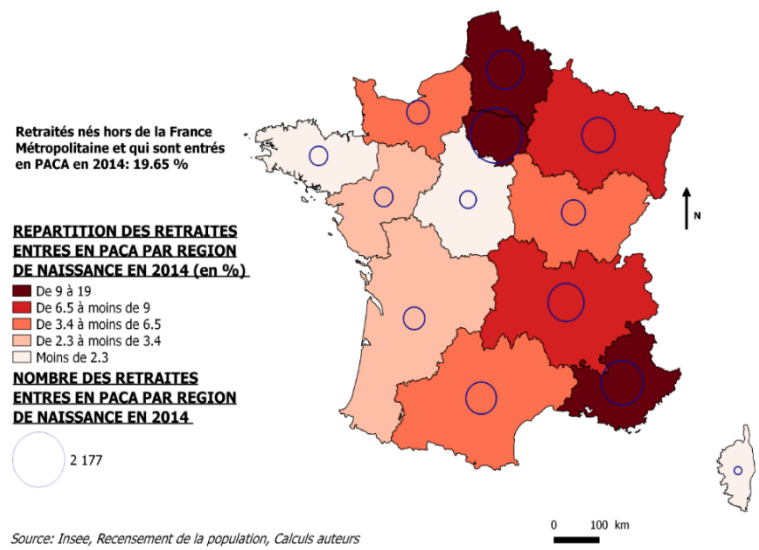 Retraités nés hors de la France
Métropolitaine et qui sont entrés
en PACA en 2014: 19.65 %
N
REPARTITION DES RETRAITES
ENTRES EN PACA PAR REGION
DE NAISSANCE EN 2014 (en %)
De 9 à 19
De 6.5 à moins de 9
De 3.4 à moins de 6.5
De 2.3 à moins de 3.4
Moins de 2.3
NOMBRE DES RETRAITES
ENTRES EN PACA PAR REGION
DE NAISSANCE EN 2014
2 177
0 100 km
Source: Insee, Recensement de la population, Calculs auteurs